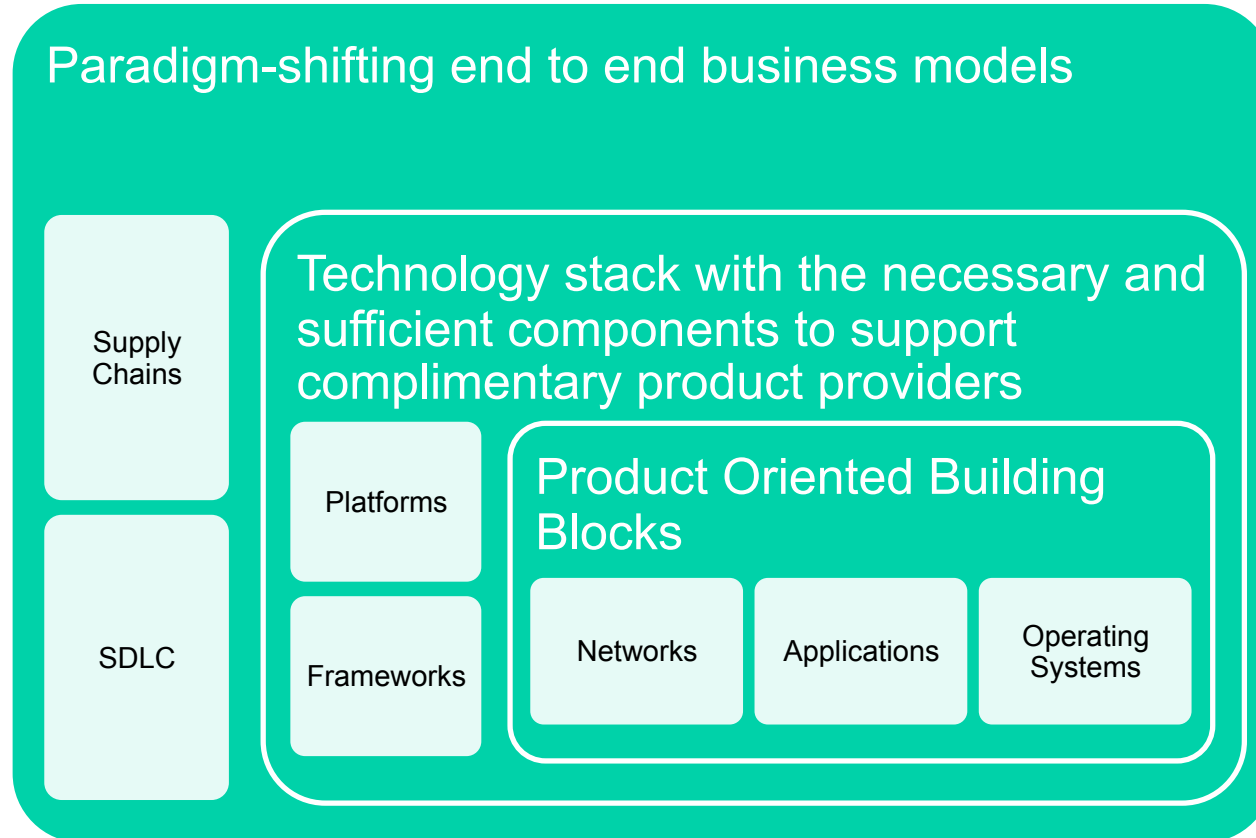 Paradigm-shifting end to end business models
Supply
Chains
SDLC
Technology stack with the necessary and
sufficient components to support
complimentary product providers
Platforms
Frameworks
Product Oriented Building
Blocks
Networks
Applications
Operating
Systems